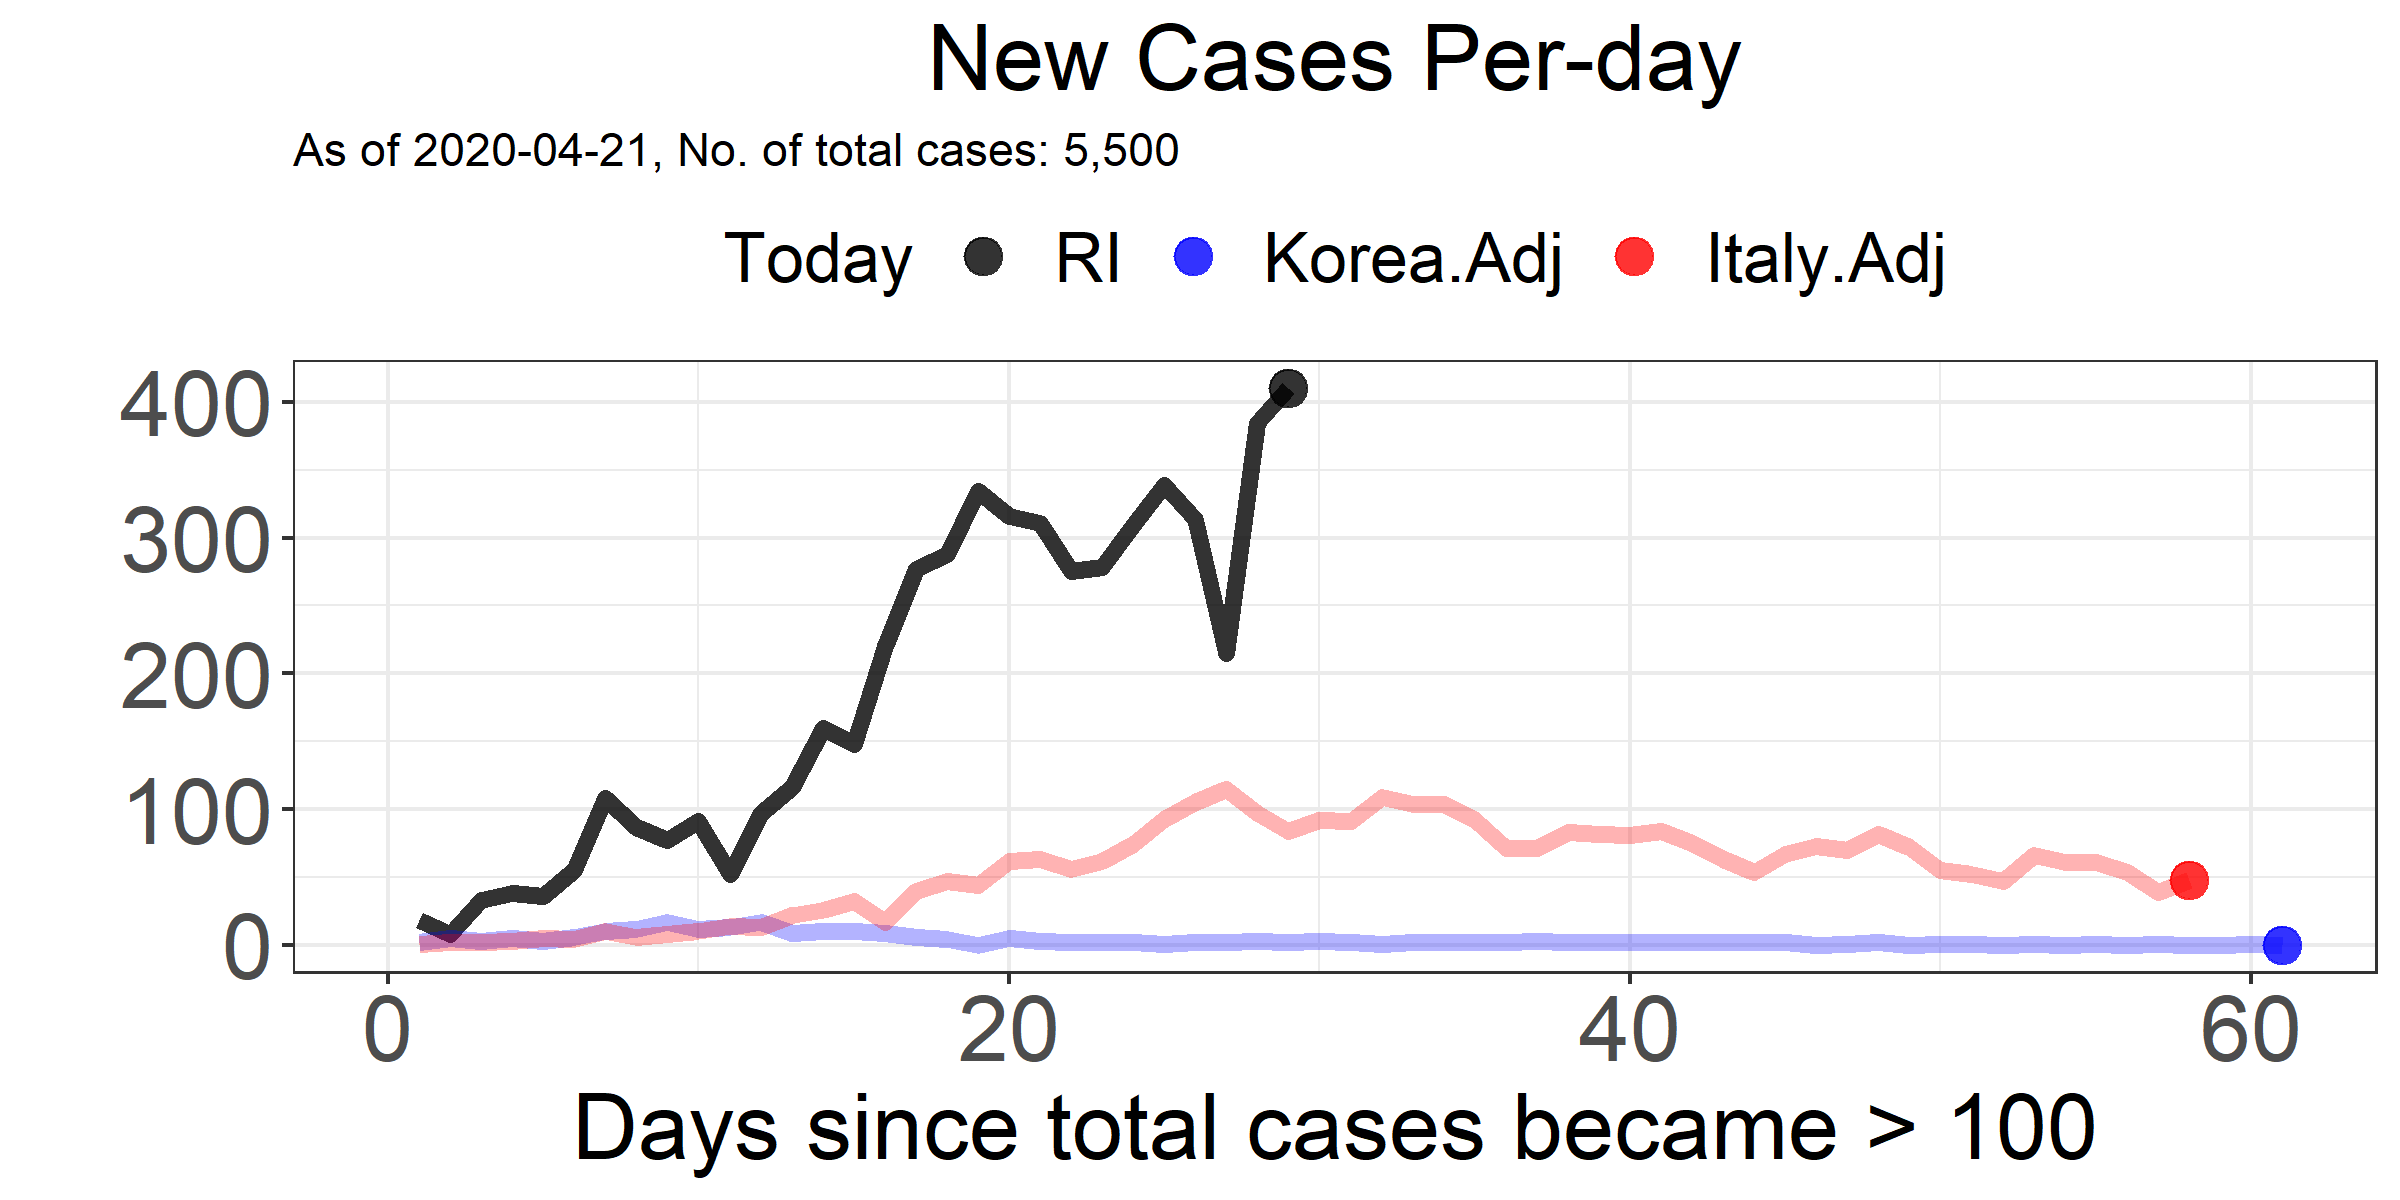 New Cases Per-day
As of 2020-04-21, No. of total cases: 5,500
Today RI Korea.Adj Italy.Adj
400
300
200
100
0
0 20 40 60
Days since total cases became > 100